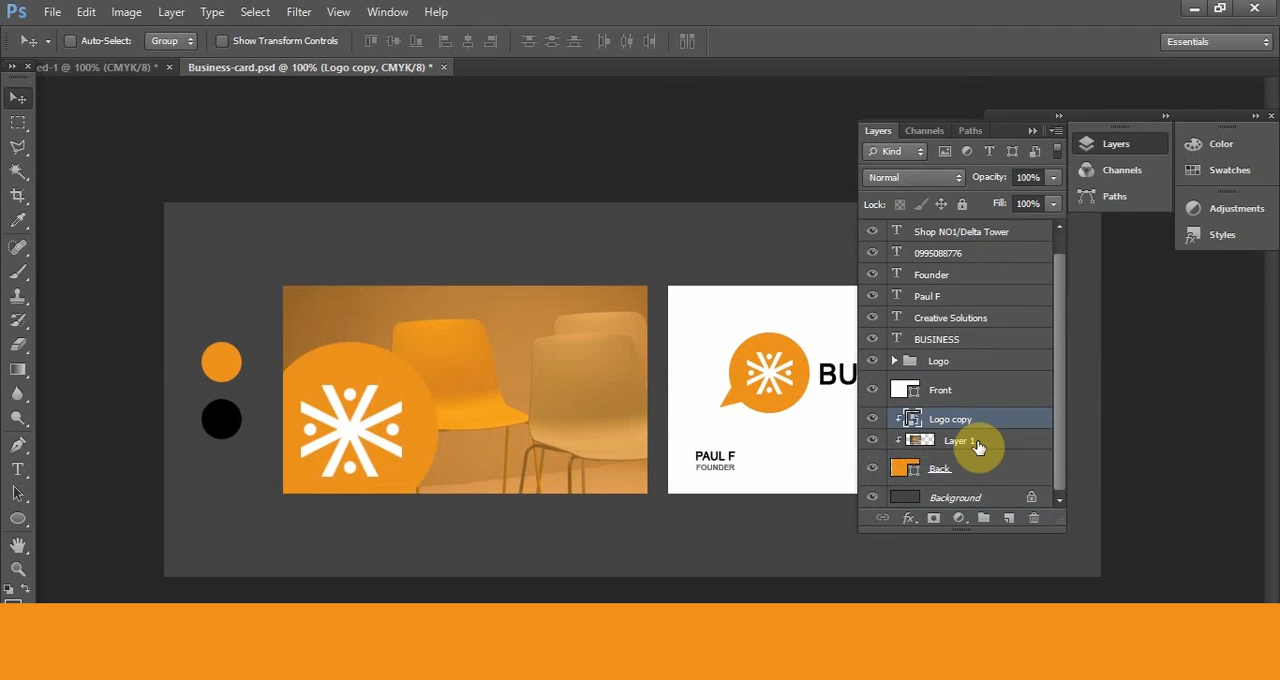 Ps File Edit Image Layer Type Select Filter View Window Help
Auto-Select: Group Show Transform Controls Essentials
ed-1 @ 100% (CMYK/8) * × Business-card.psd @ 100% (Logo copy, CMYK/8) * ×
Layers Channels Paths
Kind
Normal Opacity: 100%
Lock: Fill: 100%
Shop NO1/Delta Tower
0995088776
Founder
Paul F
Creative Solutions
BUSINESS
Logo
Front
Logo copy
Layer 1
Back
Background
Layers
Channels
Paths
Color
Swatches
Adjustments
Styles
BU
PAUL F
FOUNDER